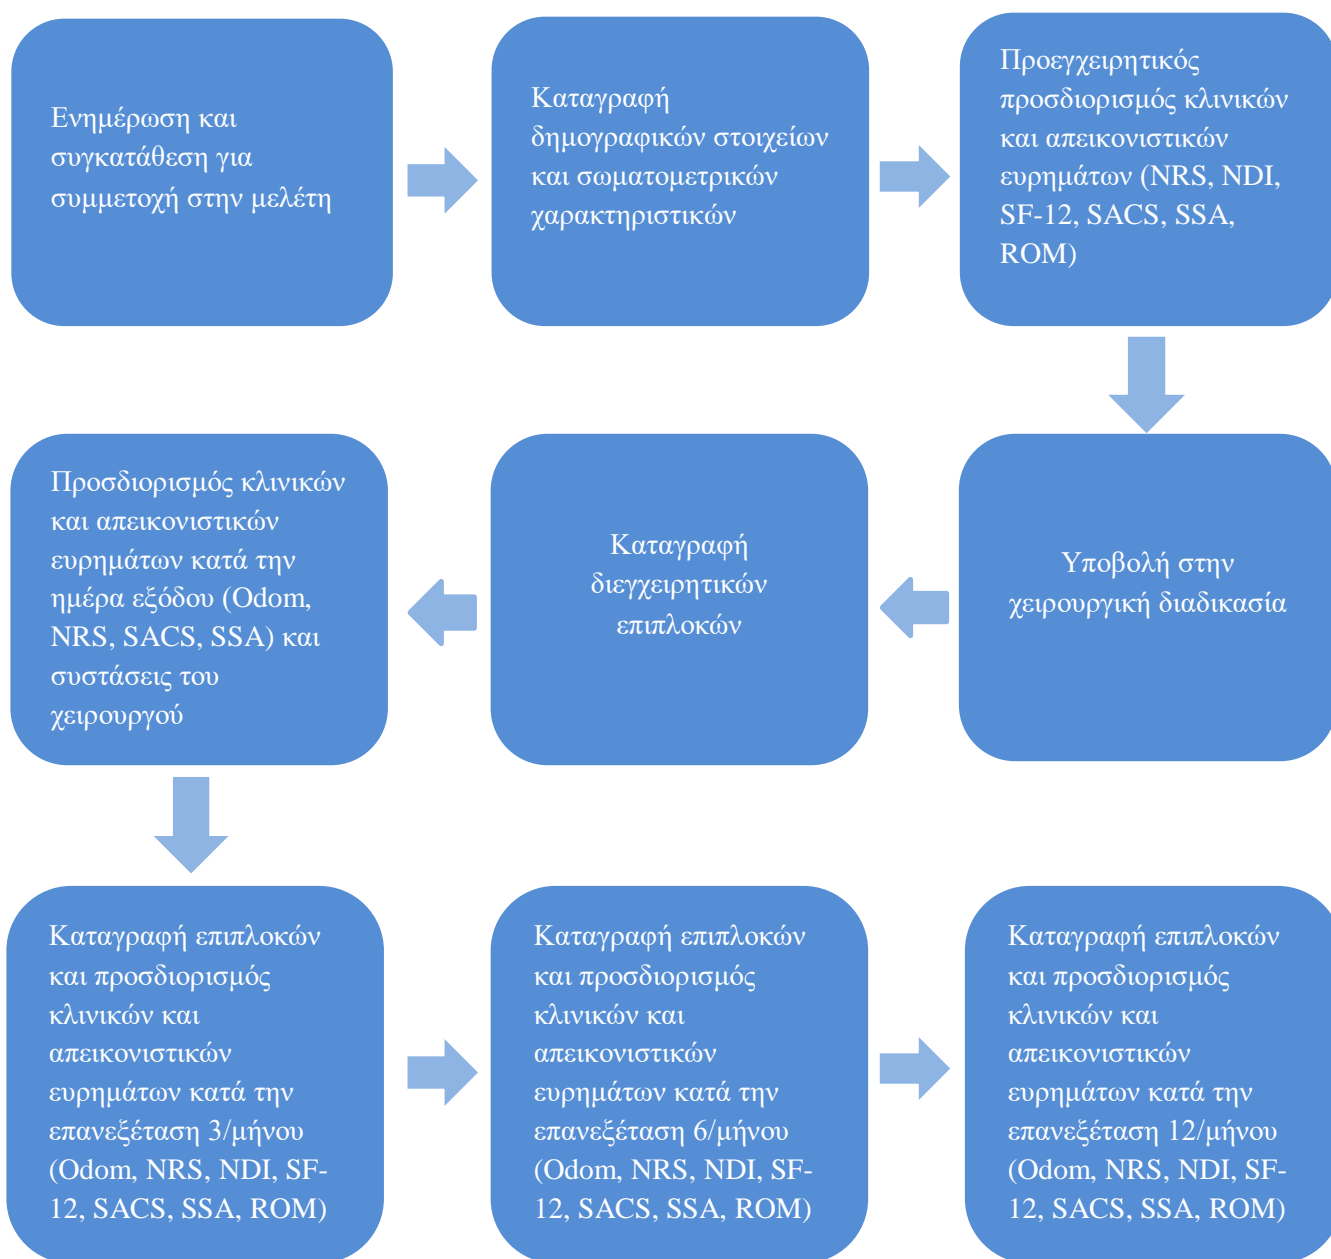 Ενημέρωση και
συγκατάθεση για
συμμετοχή στην μελέτη
Καταγραφή
δημογραφικών στοιχείων
και σωματομετρικών
χαρακτηριστικών
Προεγχειρητικός
προσδιορισμός κλινικών
και απεικονιστικών
ευρημάτων (NRS, NDI,
SF-12, SACS, SSA,
ROM)
Υποβολή στην
χειρουργική διαδικασία
Καταγραφή
διεγχειρητικών
επιπλοκών
Προσδιορισμός κλινικών
και απεικονιστικών
ευρημάτων κατά την
ημέρα εξόδου (Odom,
NRS, SACS, SSA) και
συστάσεις του
χειρουργού
Καταγραφή επιπλοκών
και προσδιορισμός
κλινικών και
απεικονιστικών
ευρημάτων κατά την
επανεξέταση 3/μήνου
(Odom, NRS, NDI, SF-
12, SACS, SSA, ROM)
Καταγραφή επιπλοκών
και προσδιορισμός
κλινικών και
απεικονιστικών
ευρημάτων κατά την
επανεξέταση 6/μήνου
(Odom, NRS, NDI, SF-
12, SACS, SSA, ROM)
Καταγραφή επιπλοκών
και προσδιορισμός
κλινικών και
απεικονιστικών
ευρημάτων κατά την
επανεξέταση 12/μήνου
(Odom, NRS, NDI, SF-
12, SACS, SSA, ROM)